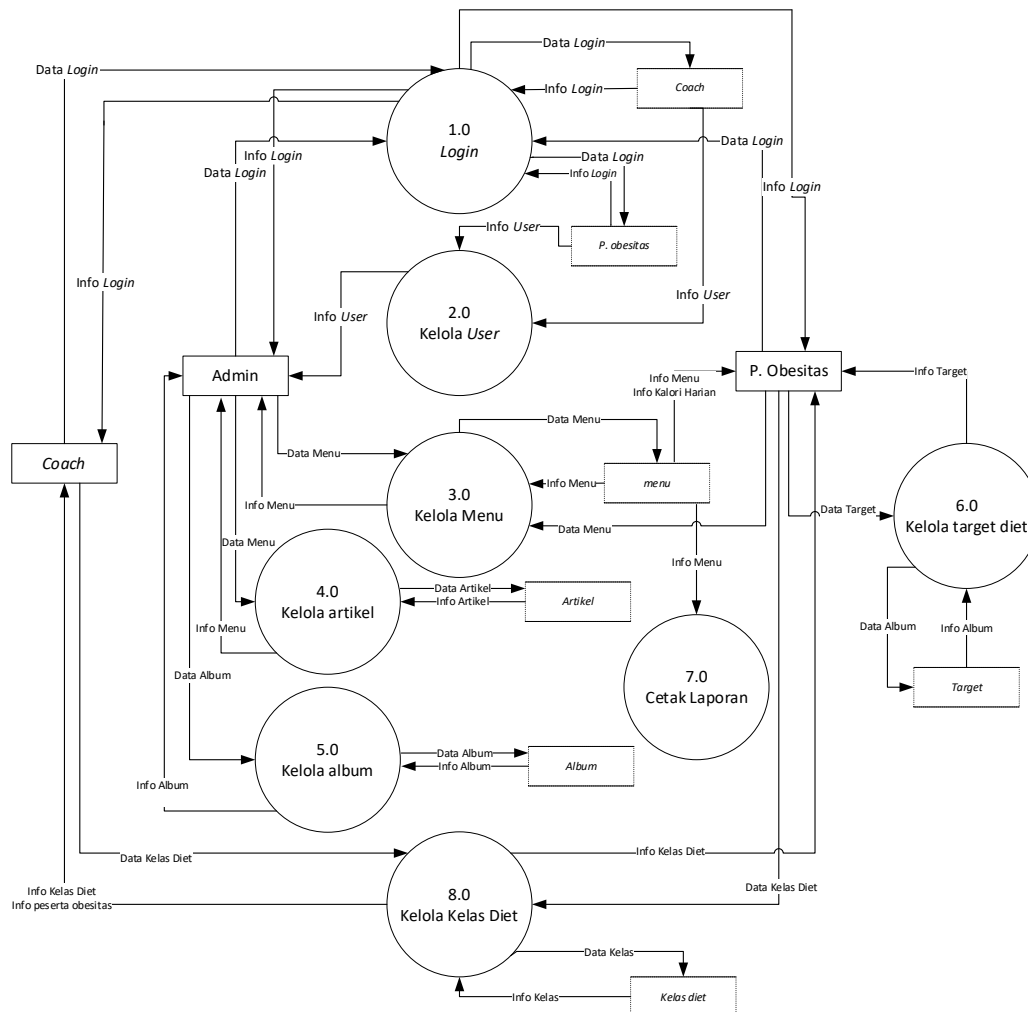 Data Login
Data Login
Info Login
Coach
1.0
Login
Data Login
Info Login
Data Login
Data Login
Info Login
Info Login
Info User
P. obesitas
Info Login
2.0
Kelola User
Info User
Info User
Admin
P. Obesitas
Info Target
Info Menu
Info Kalori Harian
Data Menu
Data Menu
Coach
Info Menu
menu
3.0
Kelola Menu
Info Menu
Data Menu
Data Target
6.0
Kelola target diet
Data Menu
Info Menu
4.0
Kelola artikel
Data Artikel
Info Artikel
Artikel
Info Menu
Data Album
Info Album
Data Album
Target
7.0
Cetak Laporan
5.0
Kelola album
Data Album
Info Album
Album
Info Album
Data Kelas Diet
Info Kelas Diet
Info Kelas Diet
Info peserta obesitas
Data Kelas Diet
8.0
Kelola Kelas Diet
Data Kelas
Info Kelas
Kelas diet